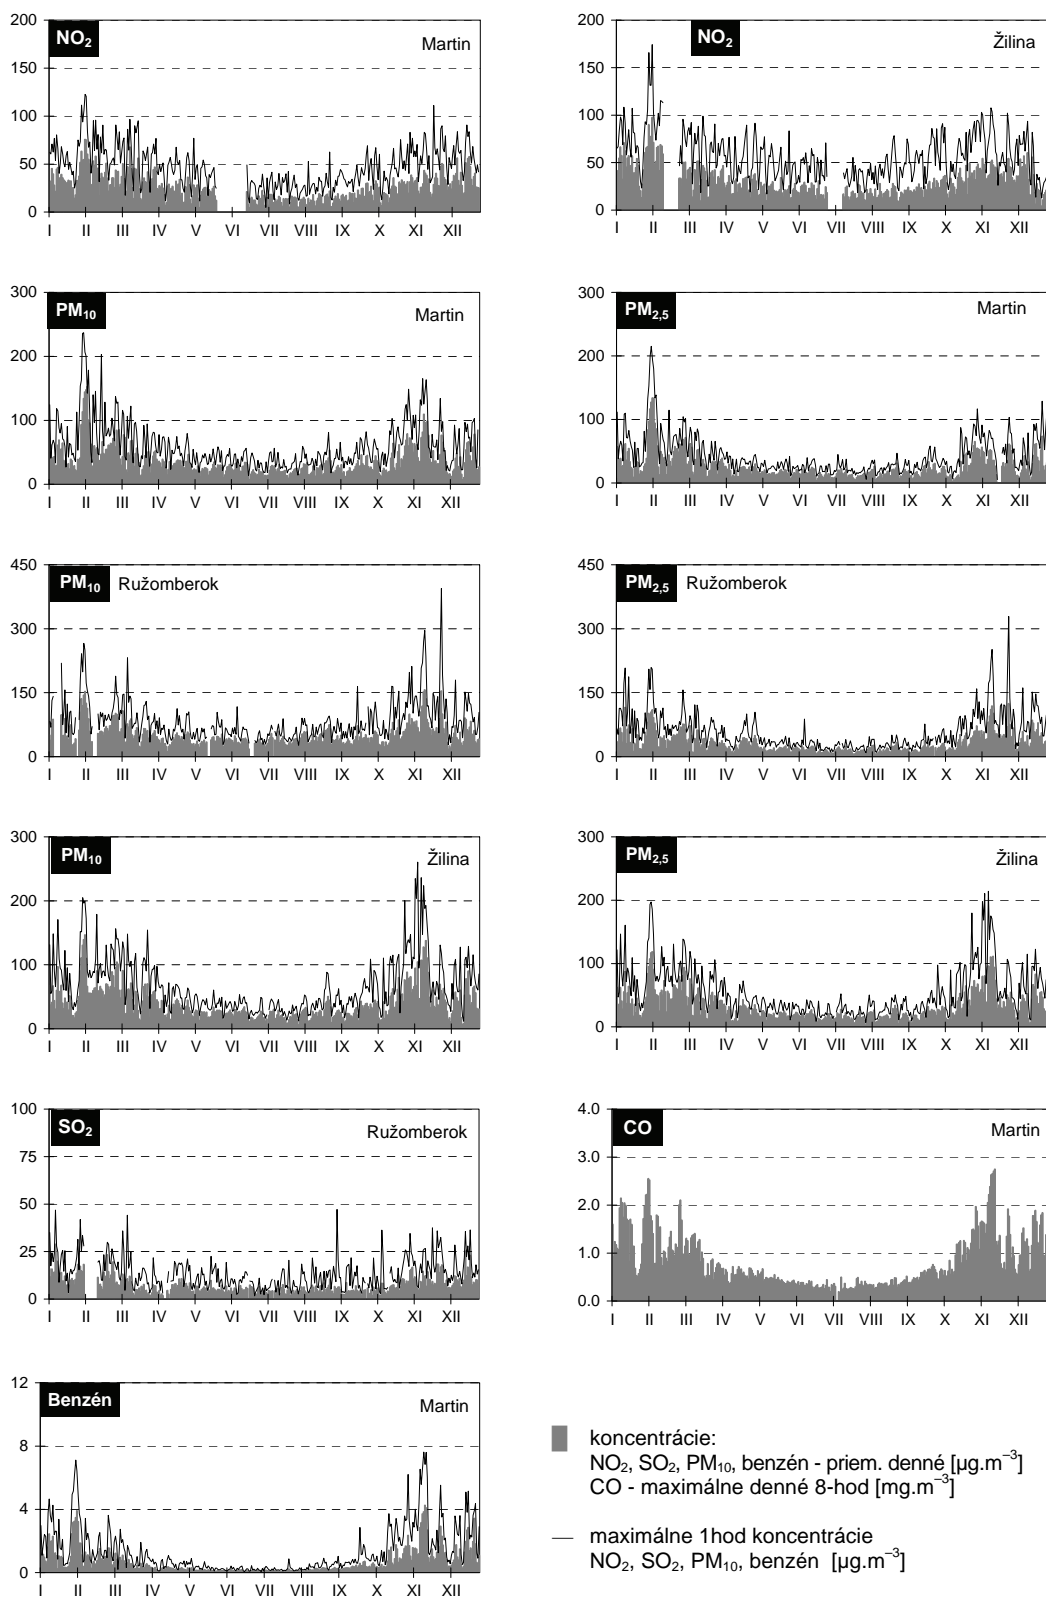 NO₂ Martin
200
150
100
50
0
I II III IV V VI VII VIII IX X XI XII
NO₂ Žilina
200
150
100
50
0
I II III IV V VI VII VIII IX X XI XII
PM₁₀ Martin
300
200
100
0
I II III IV V VI VII VIII IX X XI XII
PM₂,₅ Martin
300
200
100
0
I II III IV V VI VII VIII IX X XI XII
PM₁₀ Ružomberok
450
300
150
0
I II III IV V VI VII VIII IX X XI XII
PM₂,₅ Ružomberok
450
300
150
0
I II III IV V VI VII VIII IX X XI XII
PM₁₀ Žilina
300
200
100
0
I II III IV V VI VII VIII IX X XI XII
PM₂,₅ Žilina
300
200
100
0
I II III IV V VI VII VIII IX X XI XII
SO₂ Ružomberok
100
75
50
25
0
I II III IV V VI VII VIII IX X XI XII
CO Martin
4.0
3.0
2.0
1.0
0.0
I II III IV V VI VII VIII IX X XI XII
Benzén Martin
12
8
4
0
I II III IV V VI VII VIII IX X XI XII
koncentrácie:
NO₂, SO₂, PM₁₀, benzén - priem. denné [µg.m⁻³]
CO - maximálne denné 8-hod [mg.m⁻³]
maximálne 1hod koncentrácie
NO₂, SO₂, PM₁₀, benzén [µg.m⁻³]